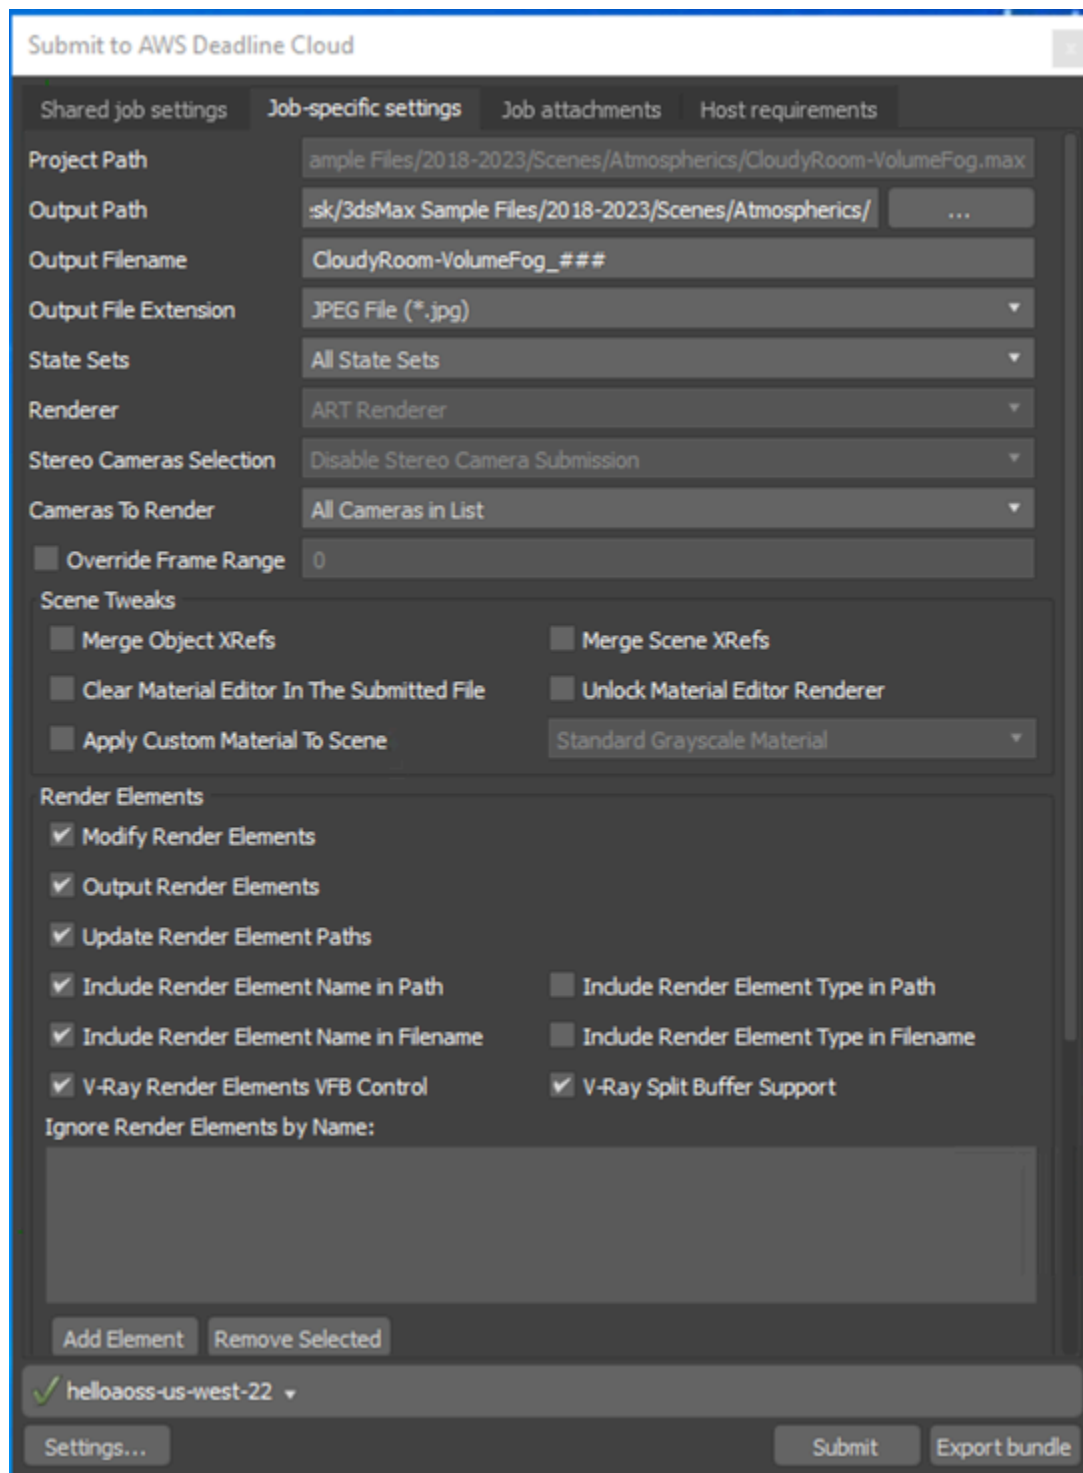 Submit to AWS Deadline Cloud
x
Shared job settings Job-specific settings Job attachments Host requirements
Project Path ample Files/2018-2023/Scenes/Atmospherics/CloudyRoom-VolumeFog.max
Output Path sk/3dsMax Sample Files/2018-2023/Scenes/Atmospherics/ ...
Output Filename CloudyRoom-VolumeFog_###
Output File Extension JPEG File (*.jpg)
State Sets All State Sets
Renderer ART Renderer
Stereo Cameras Selection Disable Stereo Camera Submission
Cameras To Render All Cameras in List
Override Frame Range 0
Scene Tweaks
Merge Object XRefs Merge Scene XRefs
Clear Material Editor In The Submitted File Unlock Material Editor Renderer
Apply Custom Material To Scene Standard Grayscale Material
Render Elements
Modify Render Elements
Output Render Elements
Update Render Element Paths
Include Render Element Name in Path Include Render Element Type in Path
Include Render Element Name in Filename Include Render Element Type in Filename
V-Ray Render Elements VFB Control V-Ray Split Buffer Support
Ignore Render Elements by Name:
Add Element Remove Selected
helloaoss-us-west-22
Settings... Submit Export bundle